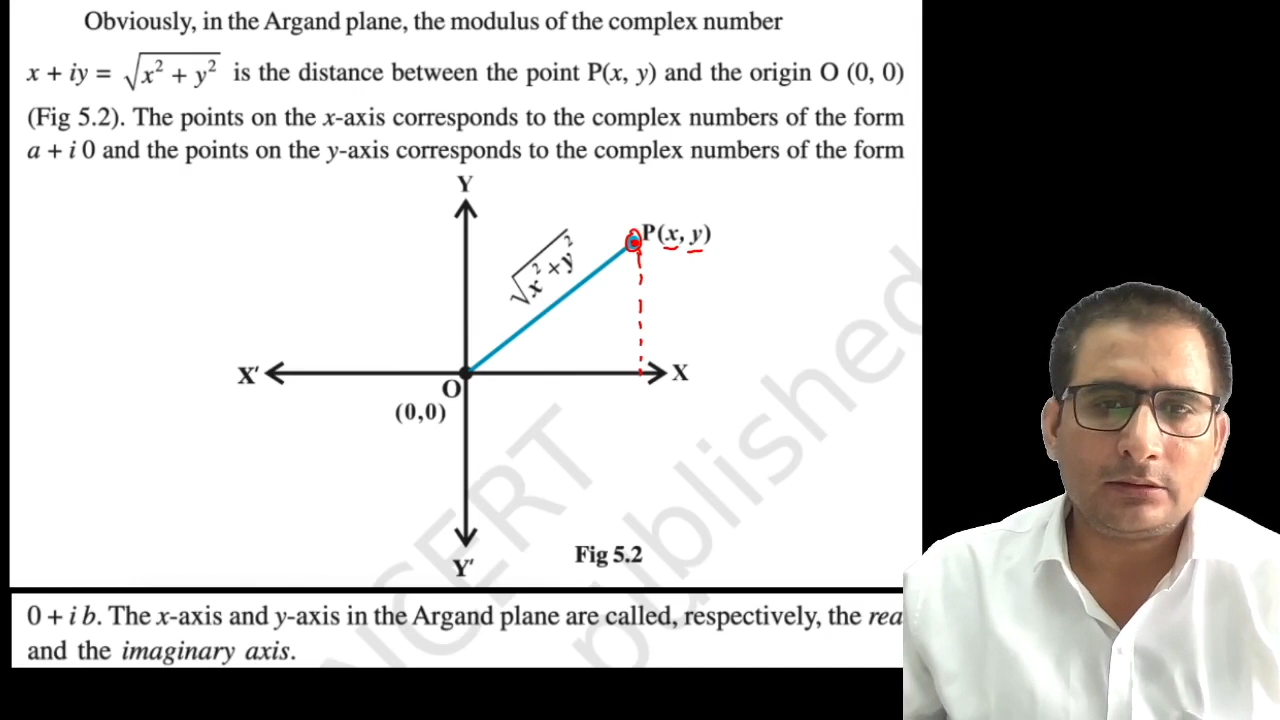 Obviously, in the Argand plane, the modulus of the complex number
x + iy = √(x² + y²) is the distance between the point P(x, y) and the origin O (0, 0)
(Fig 5.2). The points on the x-axis corresponds to the complex numbers of the form
a + i 0 and the points on the y-axis corresponds to the complex numbers of the form
Y
P(x, y)
√x² + y²
X′
X
O
(0,0)
Y′
Fig 5.2
NCERT
published
0 + i b. The x-axis and y-axis in the Argand plane are called, respectively, the rea
and the imaginary axis.